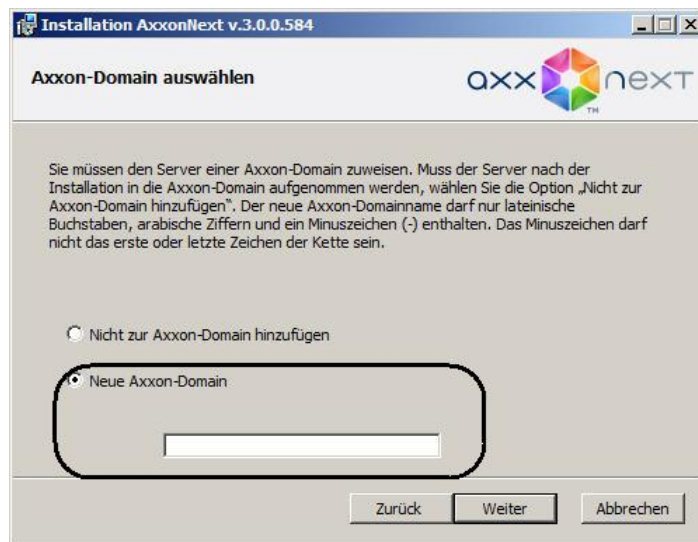 Installation AxxonNext v.3.0.0.584
Axxon-Domain auswählen
axxonnext
TM
Sie müssen den Server einer Axxon-Domain zuweisen. Muss der Server nach der
Installation in die Axxon-Domain aufgenommen werden, wählen Sie die Option „Nicht zur
Axxon-Domain hinzufügen“. Der neue Axxon-Domainname darf nur lateinische
Buchstaben, arabische Ziffern und ein Minuszeichen (-) enthalten. Das Minuszeichen darf
nicht das erste oder letzte Zeichen der Kette sein.
Nicht zur Axxon-Domain hinzufügen
Neue Axxon-Domain
Zurück
Weiter
Abbrechen